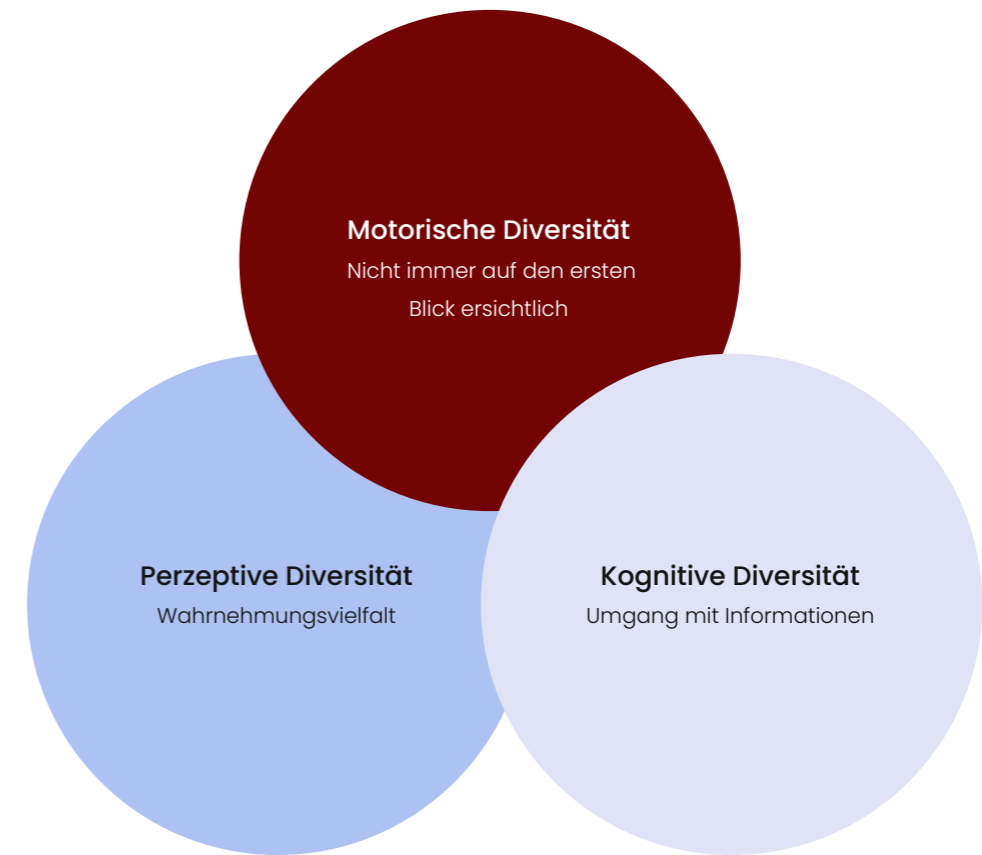 Motorische Diversität
Nicht immer auf den ersten
Blick ersichtlich
Perzeptive Diversität
Wahrnehmungsvielfalt
Kognitive Diversität
Umgang mit Informationen